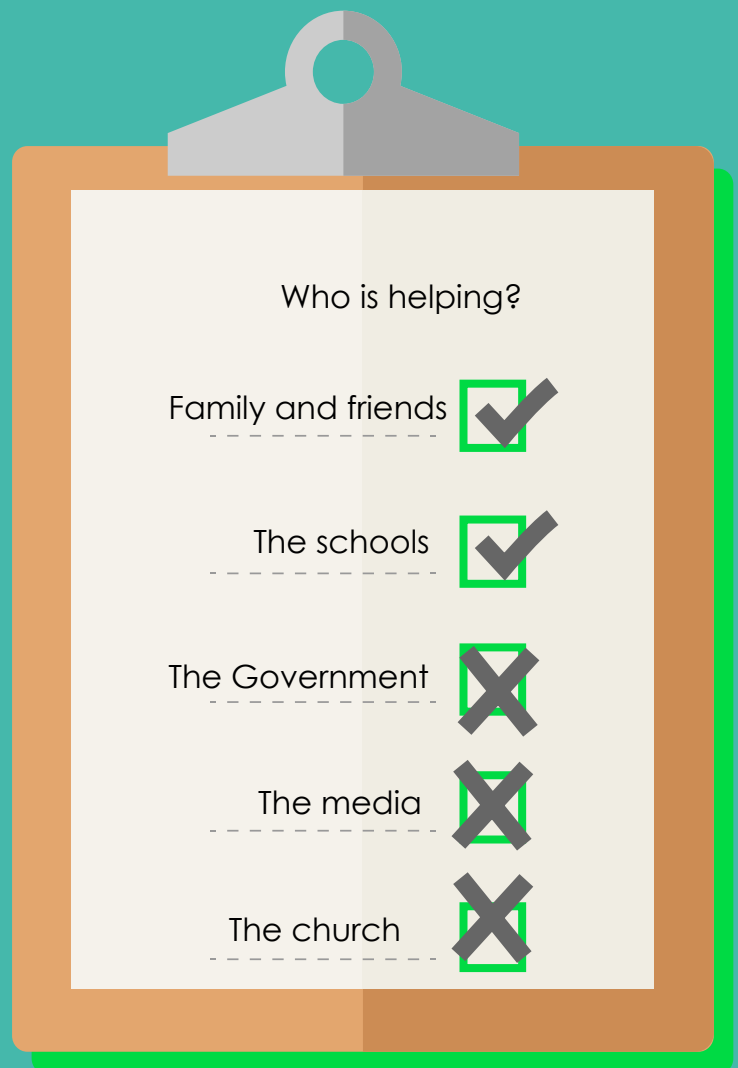 Who is helping?
Family and friends
The schools
The Government
The media
The church